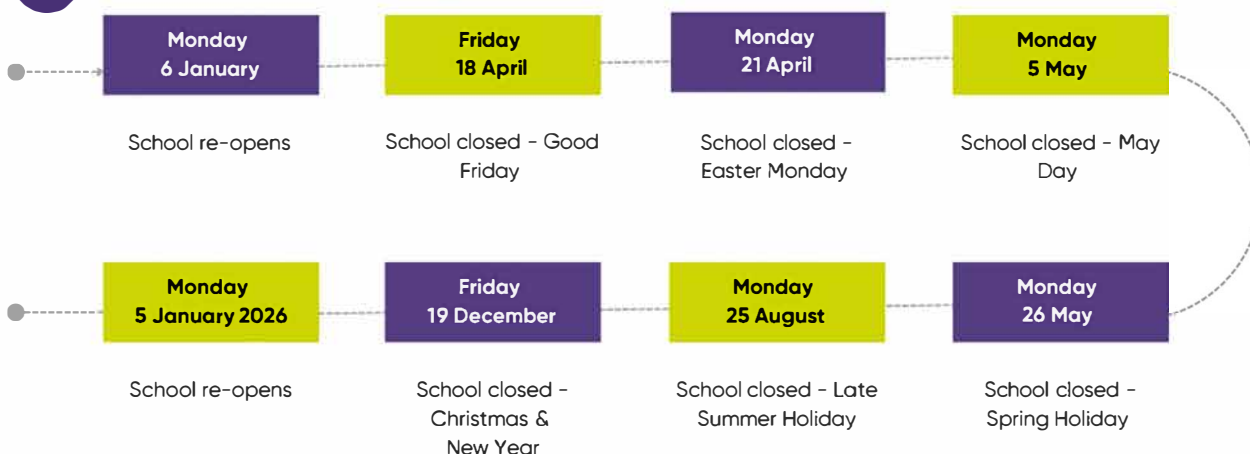 Monday
6 January
School re-opens
Friday
18 April
School closed - Good
Friday
Monday
21 April
School closed -
Easter Monday
Monday
5 May
School closed - May
Day
Monday
26 May
School closed -
Spring Holiday
Monday
25 August
School closed - Late
Summer Holiday
Friday
19 December
School closed -
Christmas &
New Year
Monday
5 January 2026
School re-opens